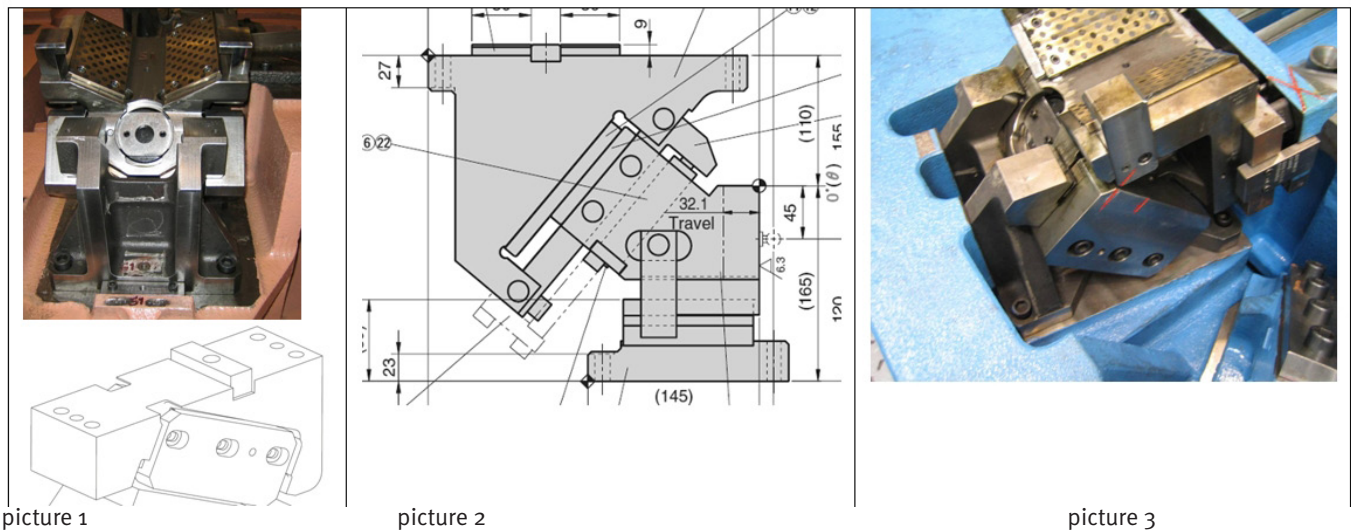 9
27
(110)
155
⑥㉒
0°(θ)
32.1
Travel
45
6.3
(165)
120
23
(145)
picture 1
picture 2
picture 3